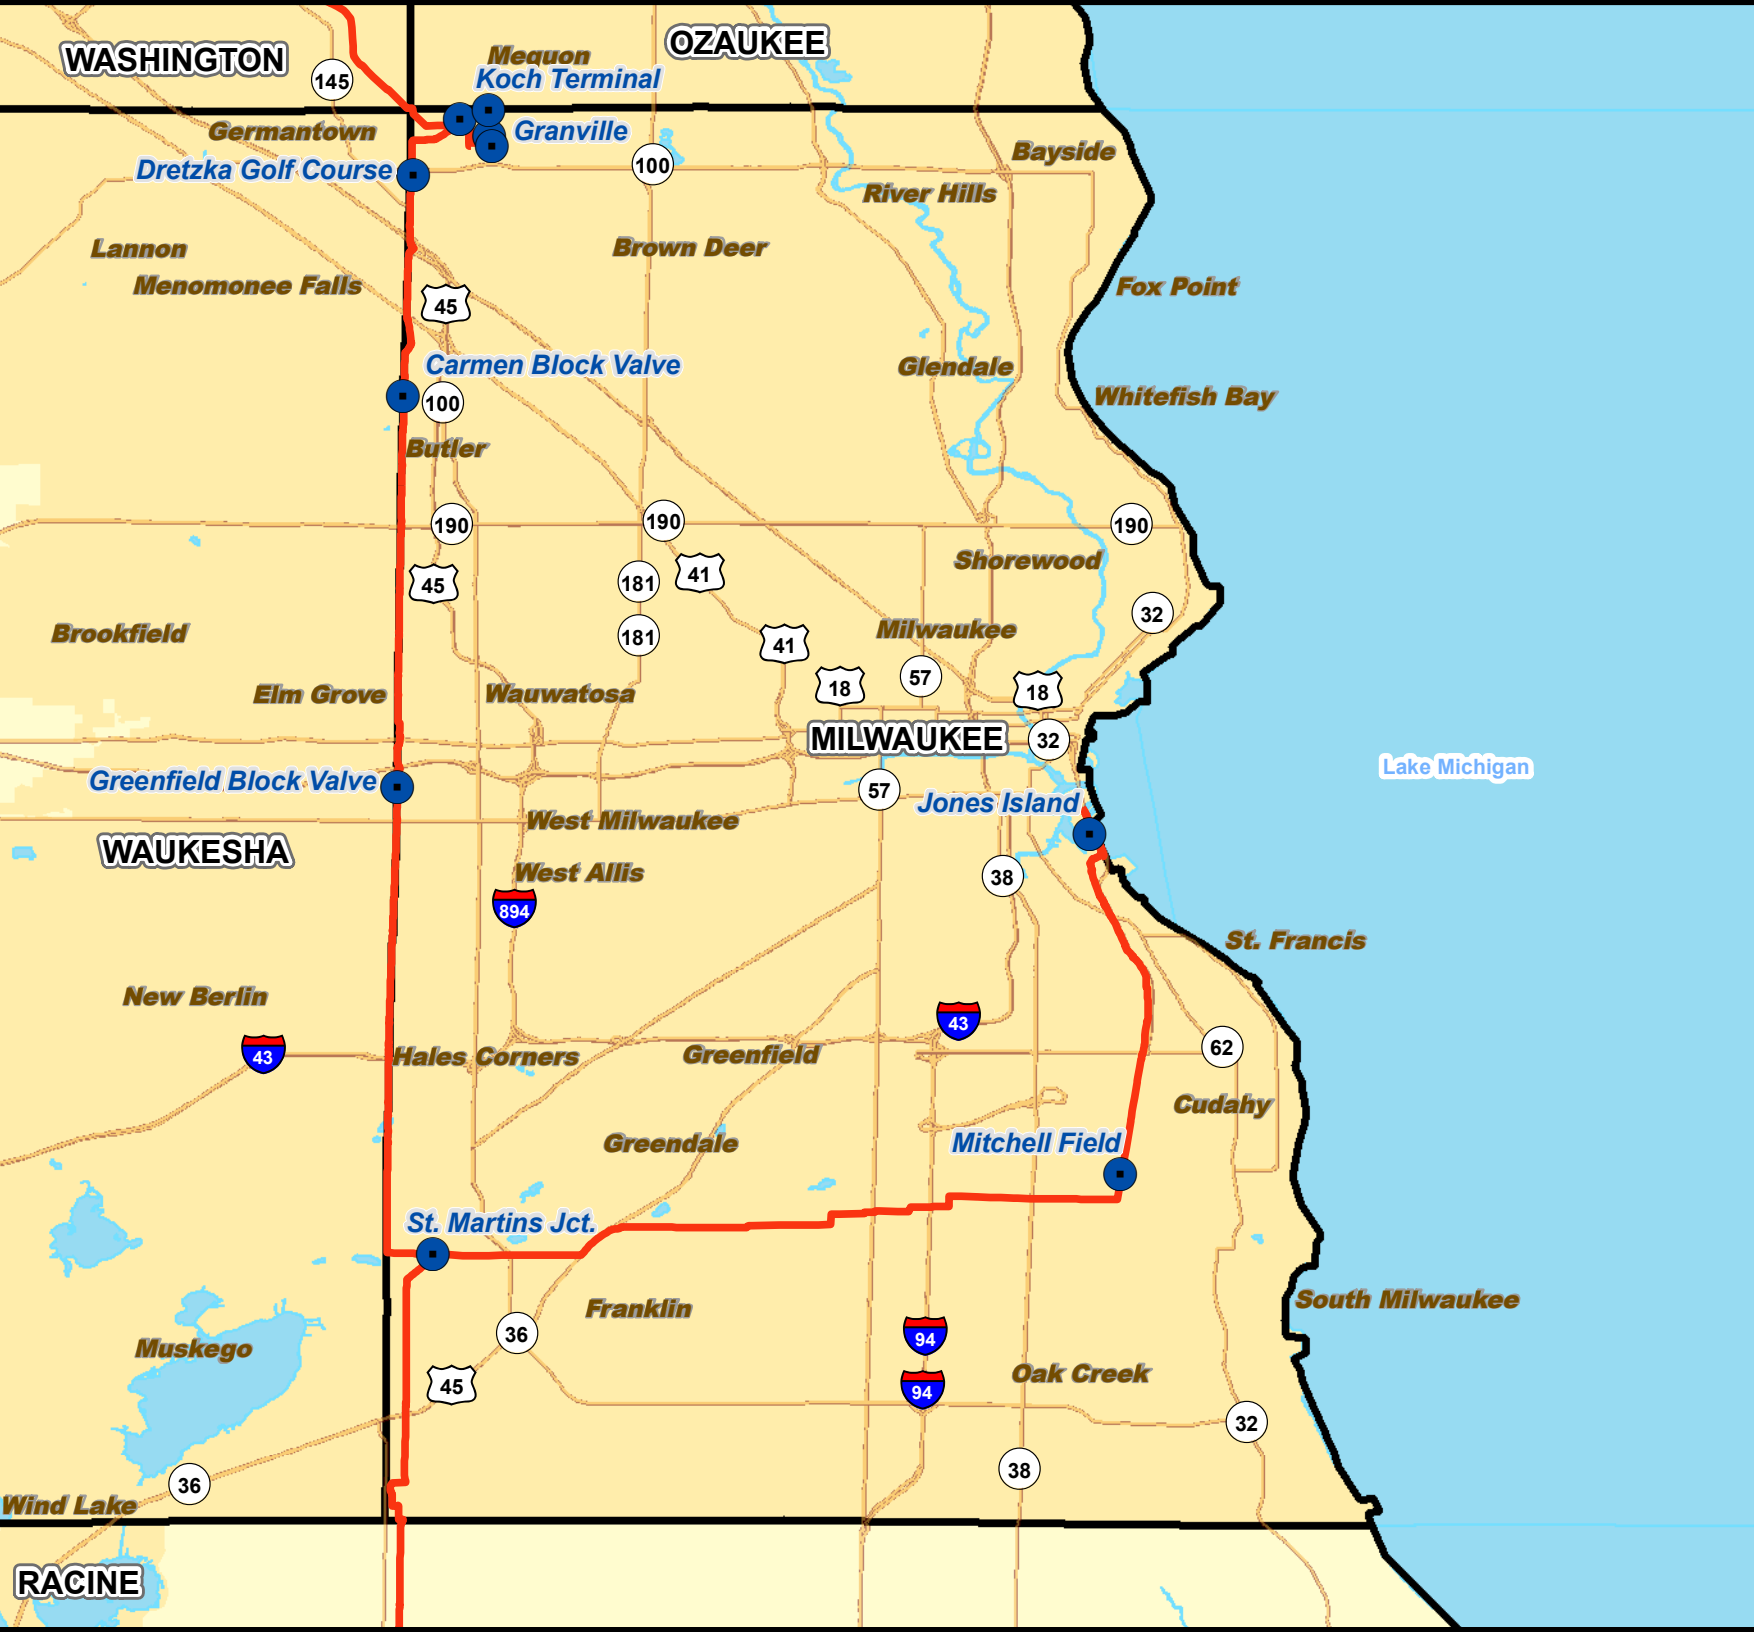 WASHINGTON
OZAUKEE
Mequon
Koch Terminal
145
Germantown
Granville
Bayside
Dretzka Golf Course
100
River Hills
Lannon
Brown Deer
Menomonee Falls
Fox Point
45
Carmen Block Valve
Glendale
Whitefish Bay
100
Butler
190
190
190
Shorewood
45
181
41
32
Brookfield
181
Milwaukee
41
Elm Grove
Wauwatosa
18
57
18
MILWAUKEE
32
Lake Michigan
Greenfield Block Valve
57
Jones Island
West Milwaukee
WAUKESHA
West Allis
38
894
St. Francis
New Berlin
43
43
Hales Corners
Greenfield
62
Cudahy
Greendale
Mitchell Field
St. Martins Jct.
Franklin
South Milwaukee
36
94
Muskego
Oak Creek
45
94
32
38
36
Wind Lake
RACINE